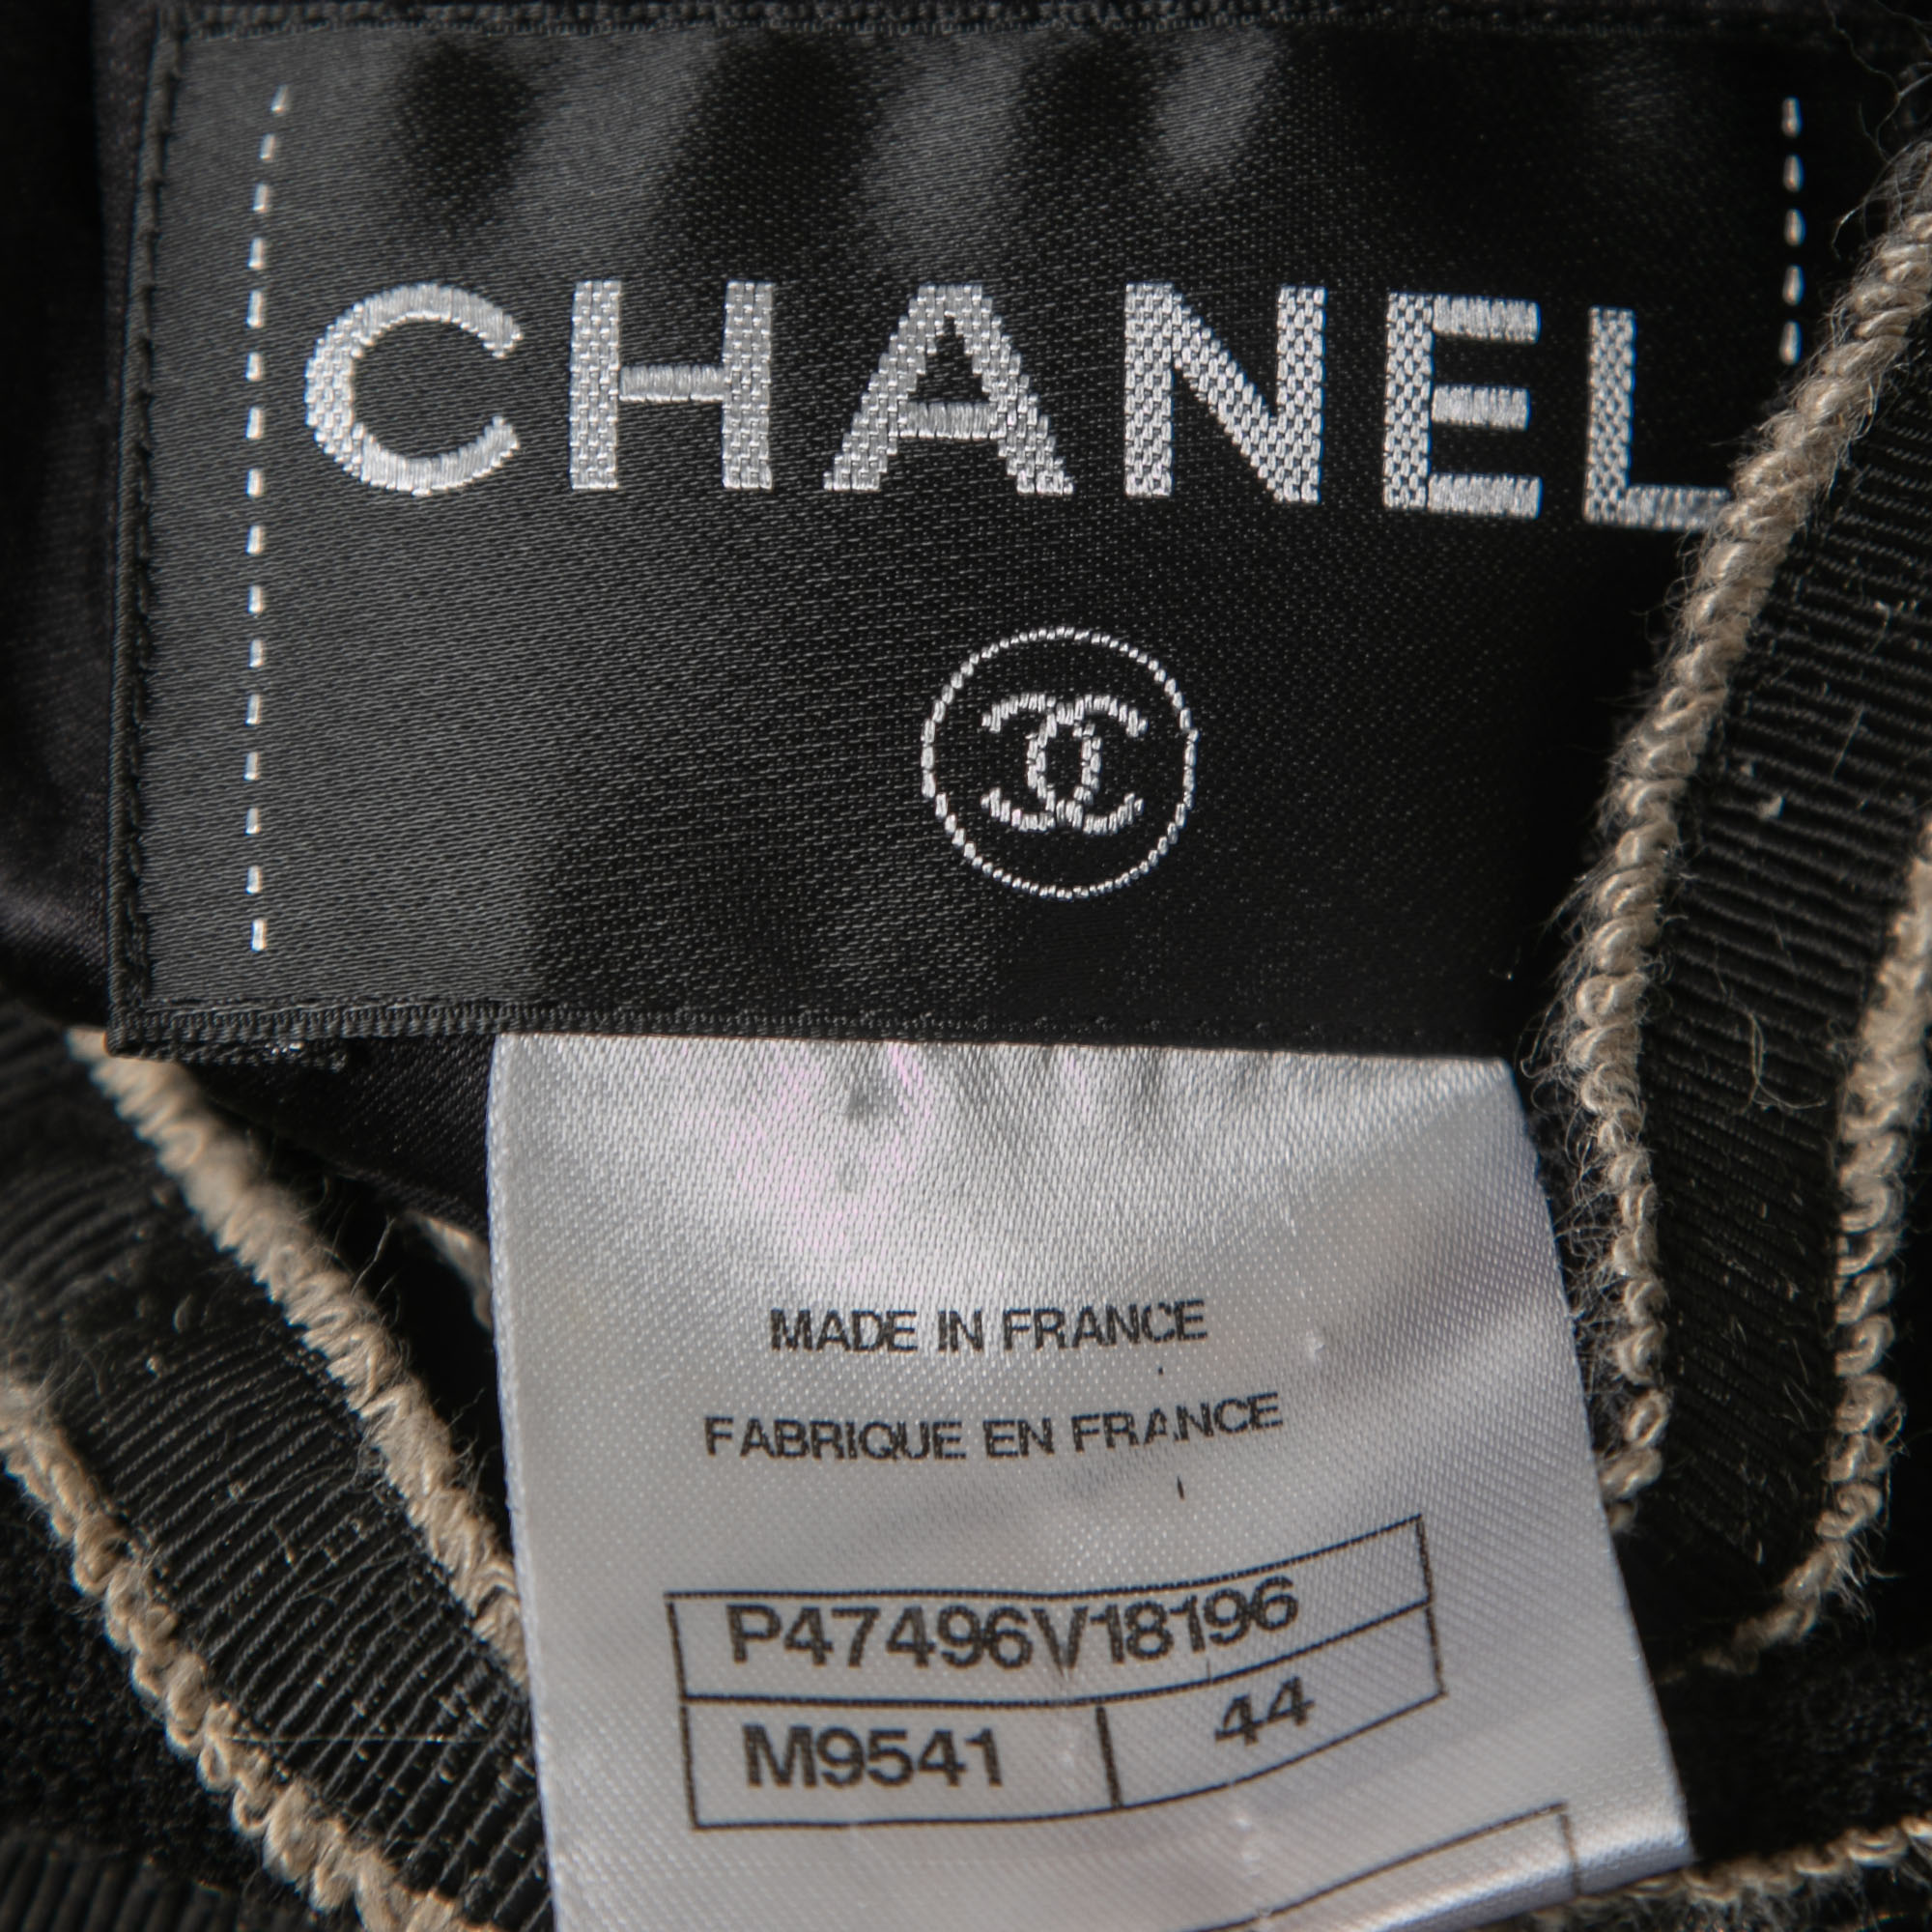 CHANEL
MADE IN FRANCE
FABRIQUE EN FRANCE
P47496V18196
M9541 44